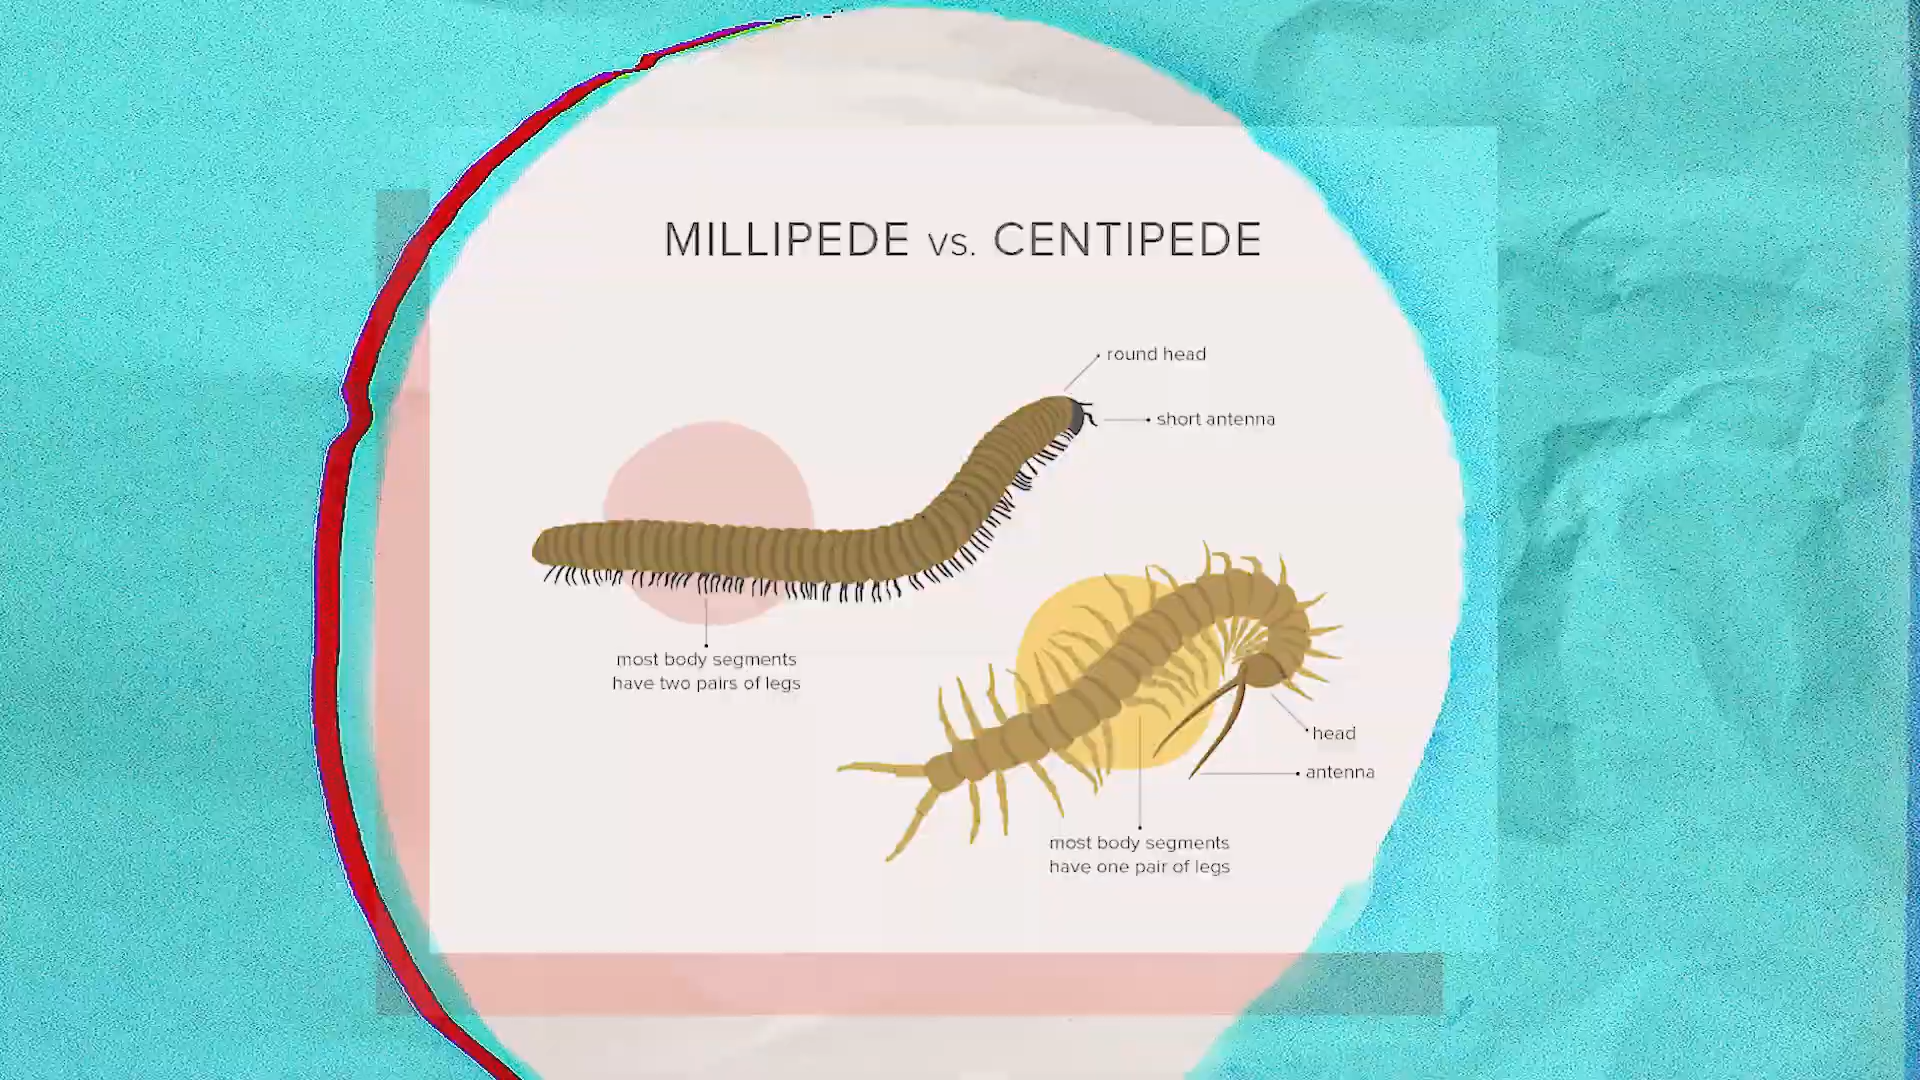 MILLIPEDE vs. CENTIPEDE
round head
short antenna
most body segments
have two pairs of legs
head
antenna
most body segments
have one pair of legs